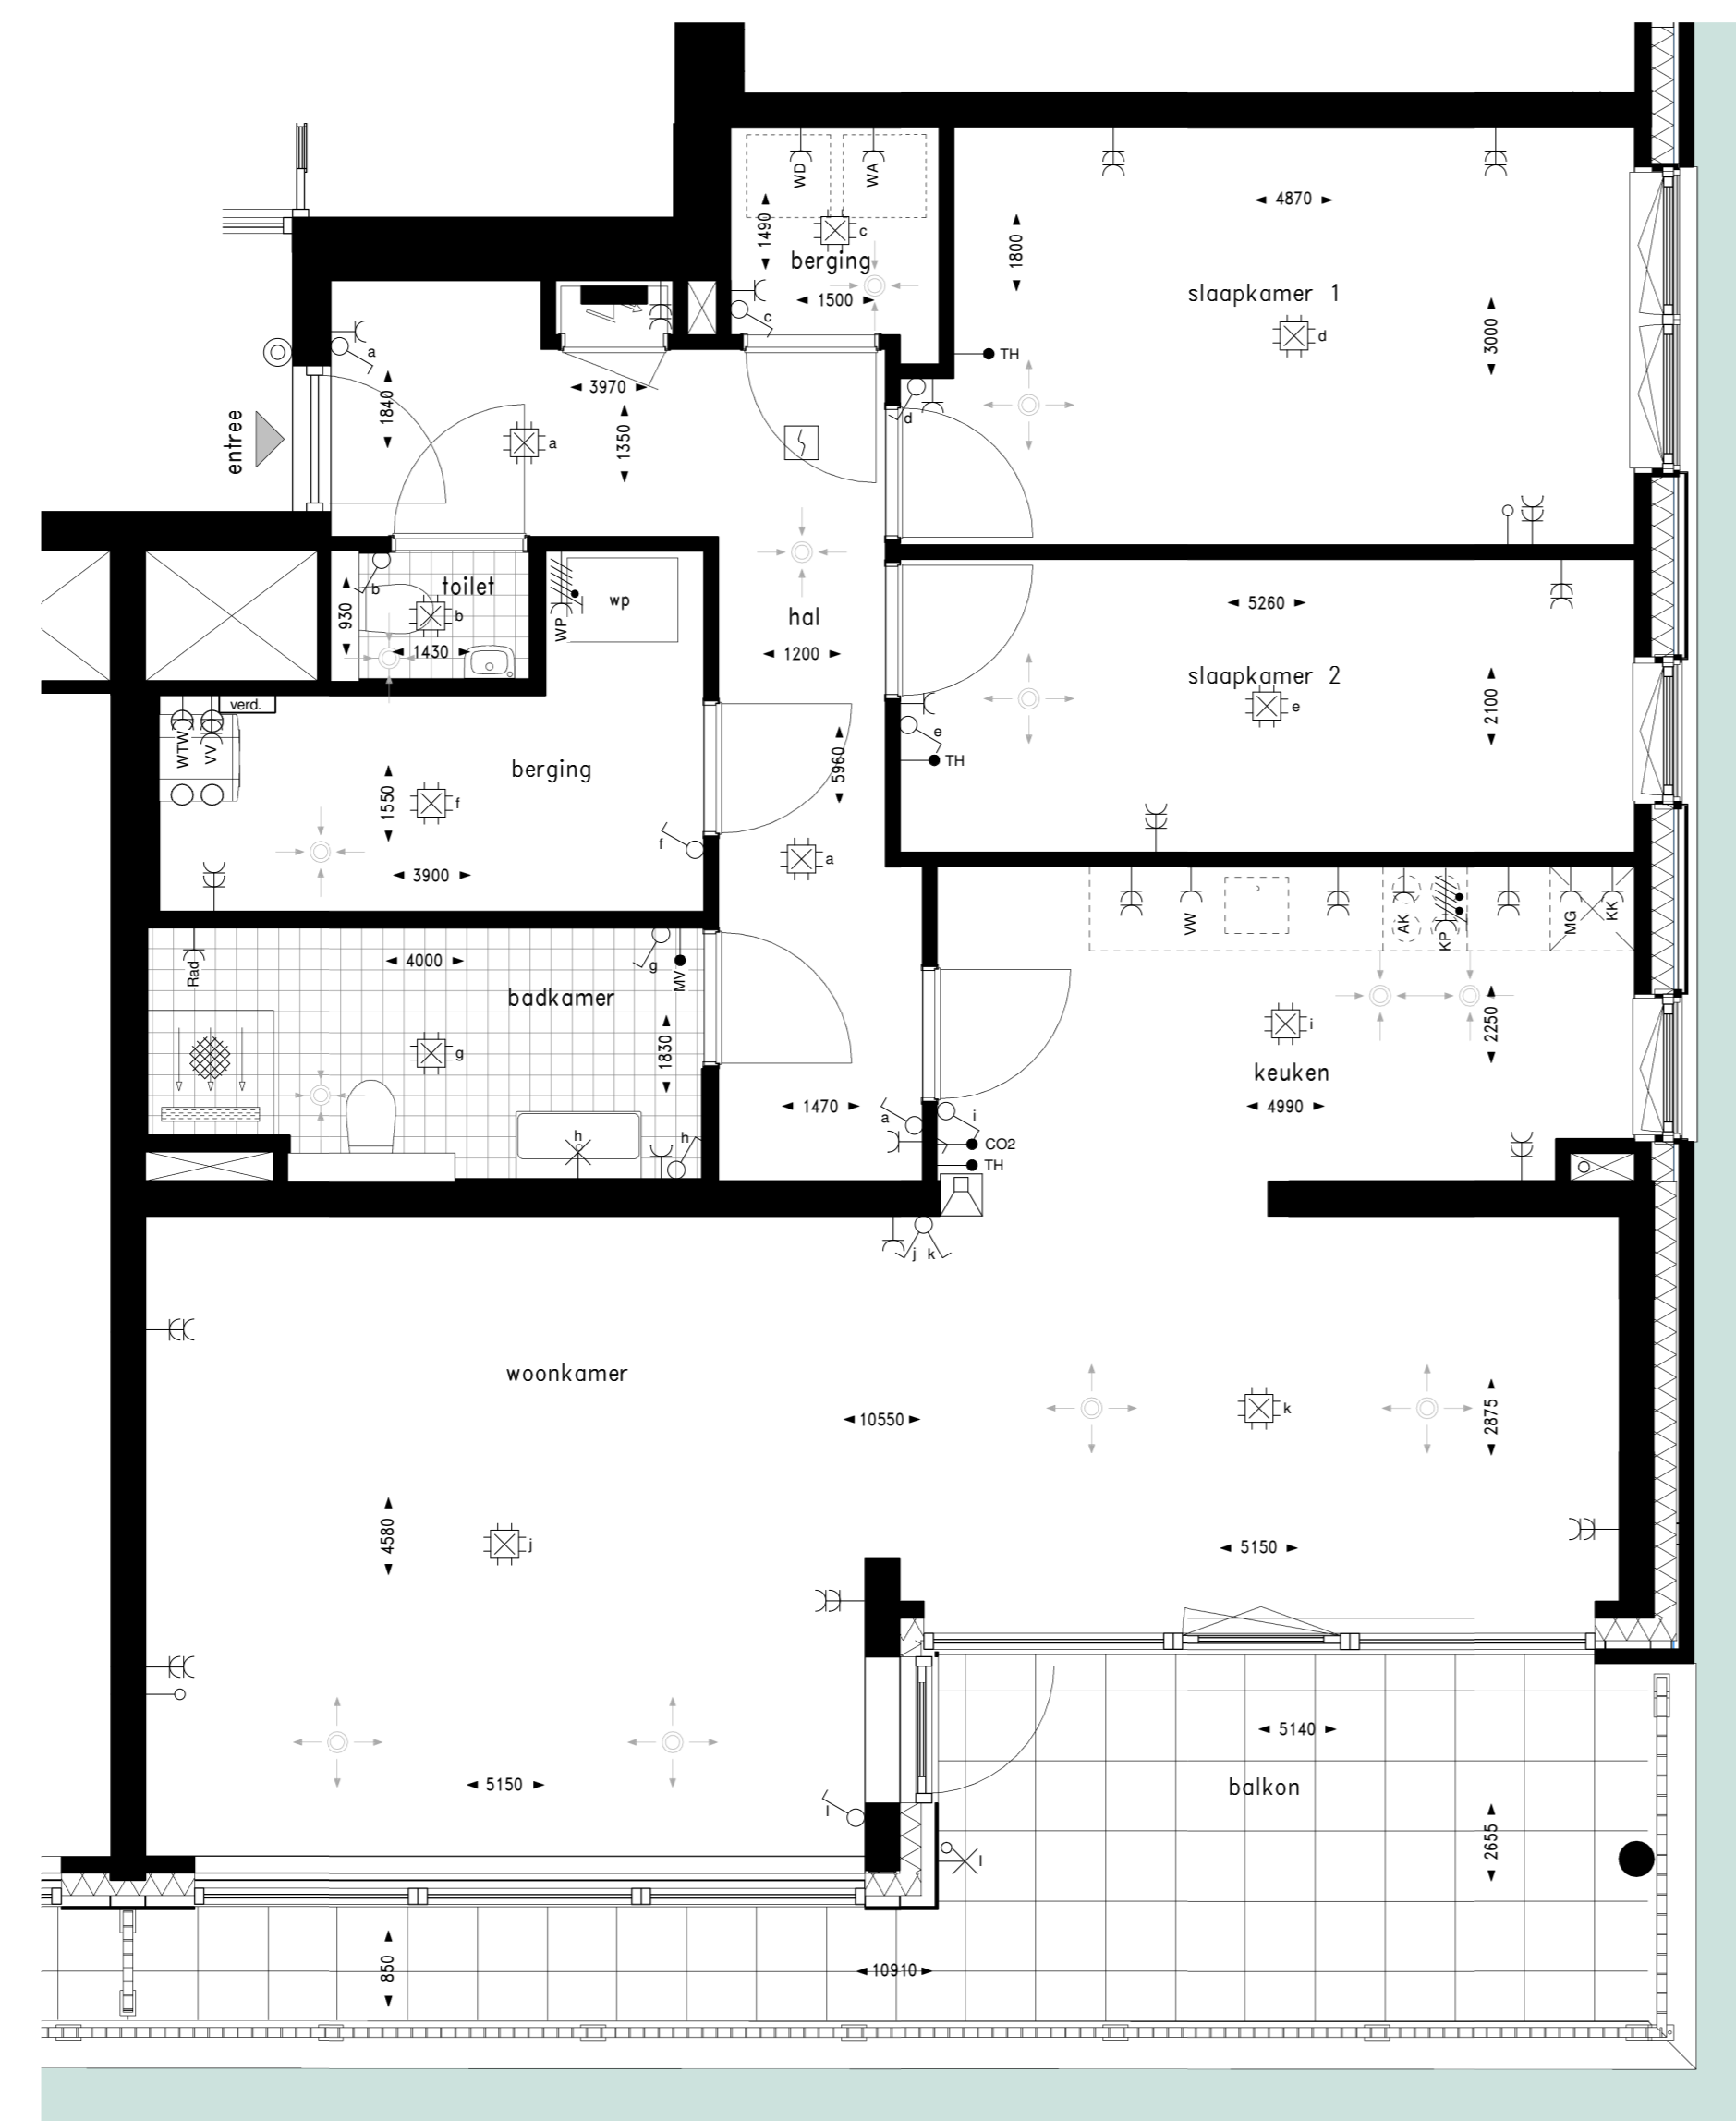 WD
WA
1490
c
berging
1500
c
4870
1800
slaapkamer 1
3000
d
TH
a
3970
1840
entree
a
1350
d
toilet
b
930
b
1430
WP
wp
hal
1200
5260
slaapkamer 2
e
2100
e
TH
verd.
WTW
VV
berging
1550
f
3900
f
5960
a
VW
AK
KP
MG
KK
Rad
4000
g
MV
badkamer
g
1830
h
h
1470
a
i
CO2
TH
i
2250
keuken
4990
j
k
woonkamer
10550
k
2875
4580
j
5150
5150
l
5140
balkon
2655
l
850
10910